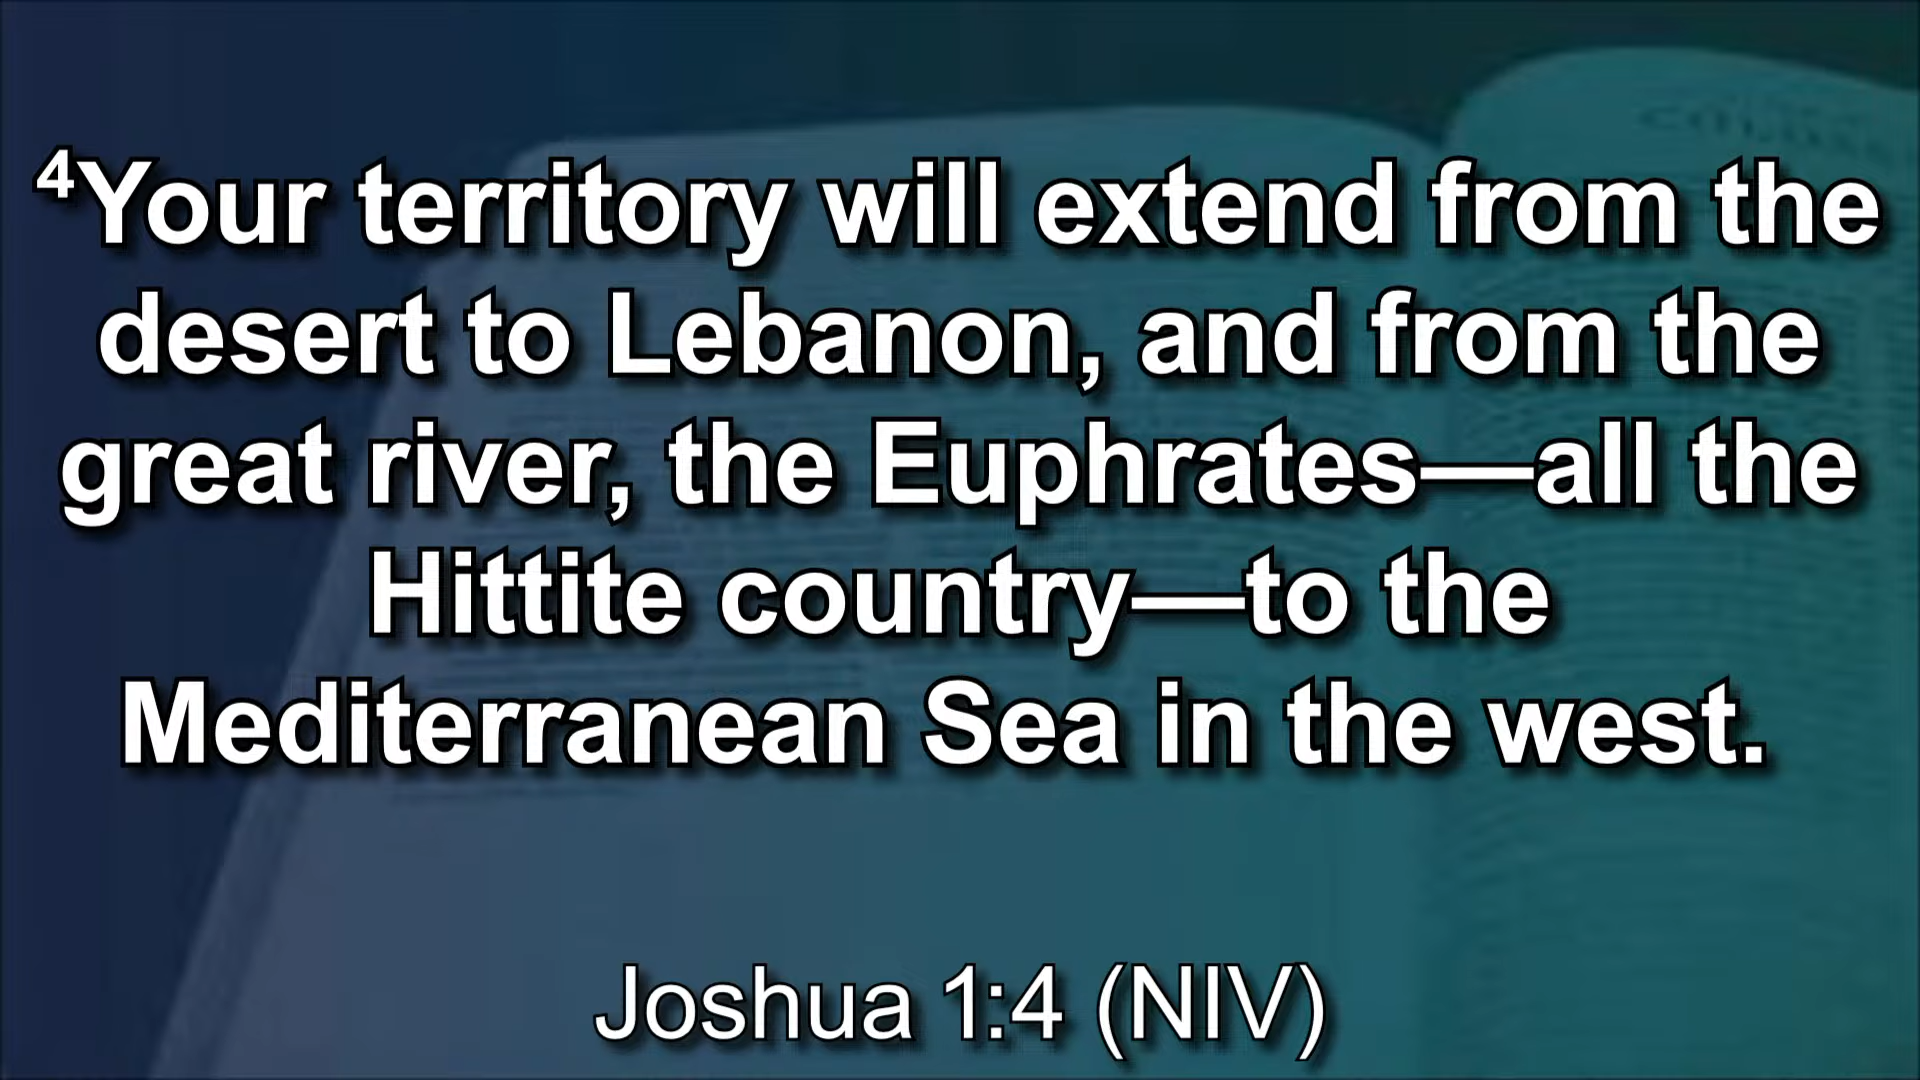 ⁴Your territory will extend from the
desert to Lebanon, and from the
great river, the Euphrates—all the
Hittite country—to the
Mediterranean Sea in the west.
Joshua 1:4 (NIV)